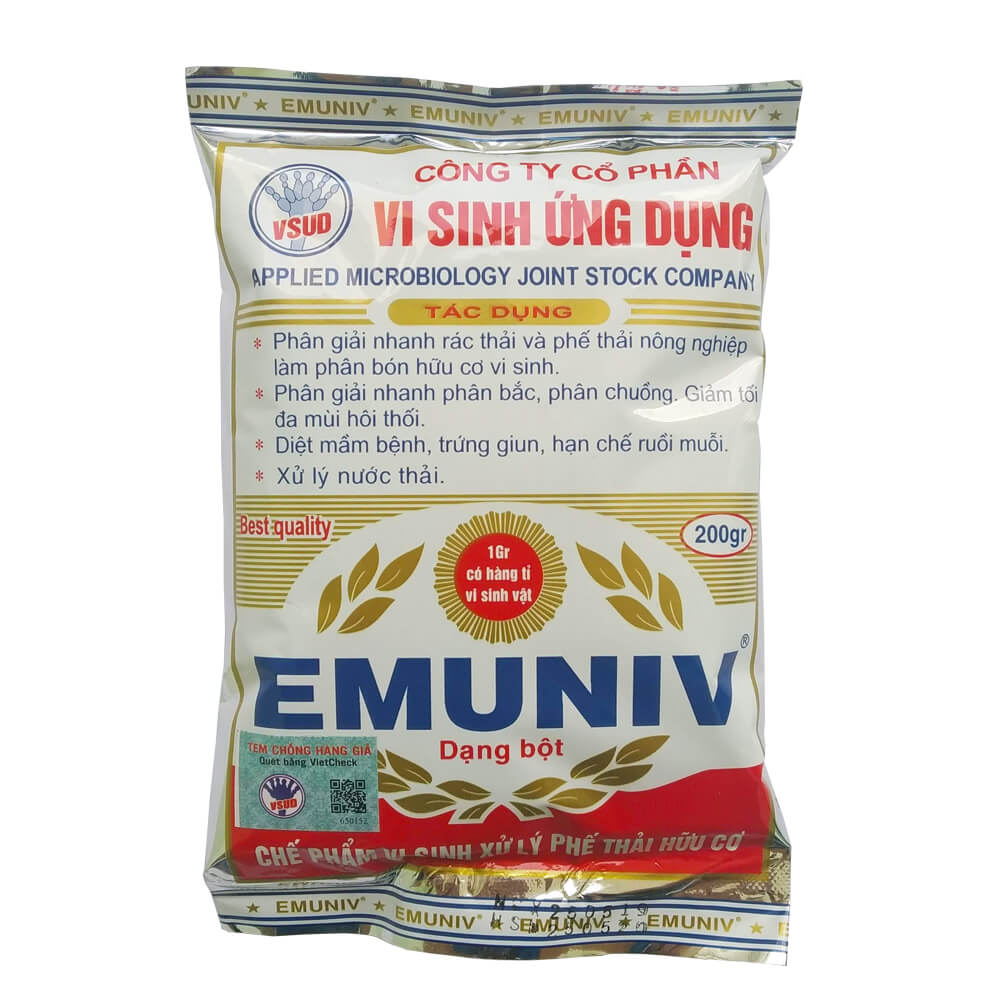 UNIV® ★ EMUNIV® ★ EMUNIV® ★ EMUNIV® ★ EMUNIV® ★
VSUD
CÔNG TY CỔ PHẦN
VI SINH ỨNG DỤNG
APPLIED MICROBIOLOGY JOINT STOCK COMPANY
TÁC DỤNG
* Phân giải nhanh rác thải và phế thải nông nghiệp
làm phân bón hữu cơ vi sinh.
* Phân giải nhanh phân bắc, phân chuồng. Giảm tối
đa mùi hôi thối.
* Diệt mầm bệnh, trứng giun, hạn chế ruồi muỗi.
* Xử lý nước thải.
Best quality
200gr
1Gr
có hàng tỉ
vi sinh vật
EMUNIV®
Dạng bột
TEM CHỐNG HÀNG GIẢ
Quét bằng VietCheck
VSUD
650152
CHẾ PHẨM VI SINH XỬ LÝ PHẾ THẢI HỮU CƠ
★ EMUNIV® ★ EMUNIV® ★ EMUNIV® ★ EMUNIV® ★